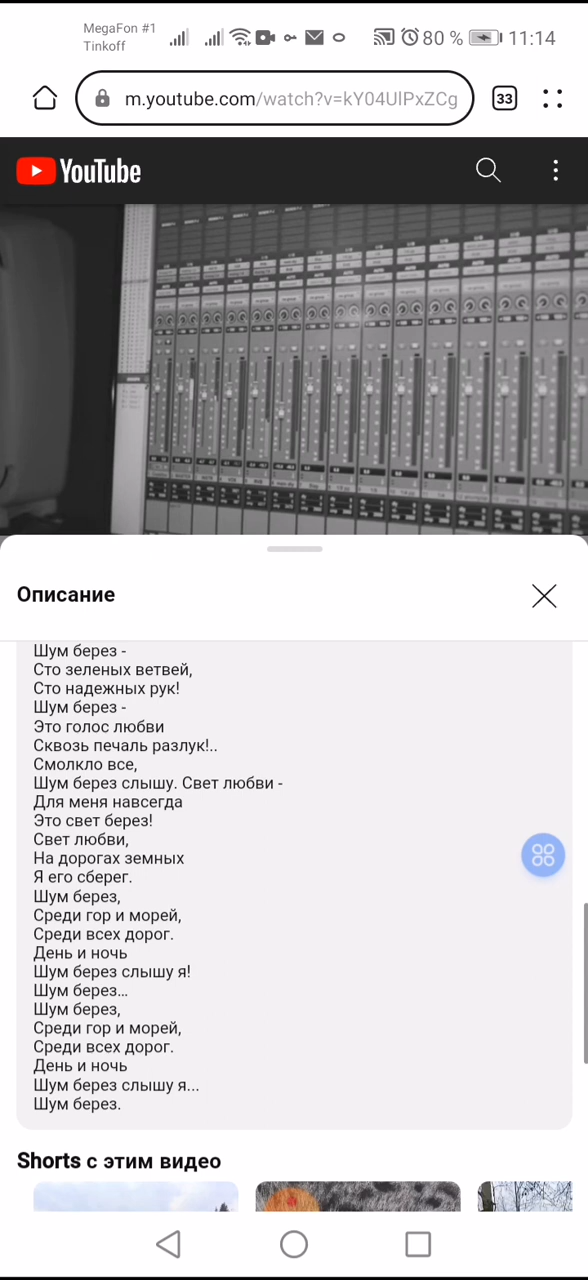 MegaFon #1
Tinkoff
80 %
11:14
m.youtube.com/watch?v=kY04UlPxZCg
33
YouTube
Описание
Шум берез -
Сто зеленых ветвей,
Сто надежных рук!
Шум берез -
Это голос любви
Сквозь печаль разлук!..
Смолкло все,
Шум берез слышу. Свет любви -
Для меня навсегда
Это свет берез!
Свет любви,
На дорогах земных
Я его сберег.
Шум берез,
Среди гор и морей,
Среди всех дорог.
День и ночь
Шум берез слышу я!
Шум берез...
Шум берез,
Среди гор и морей,
Среди всех дорог.
День и ночь
Шум берез слышу я...
Шум берез.
Shorts с этим видео